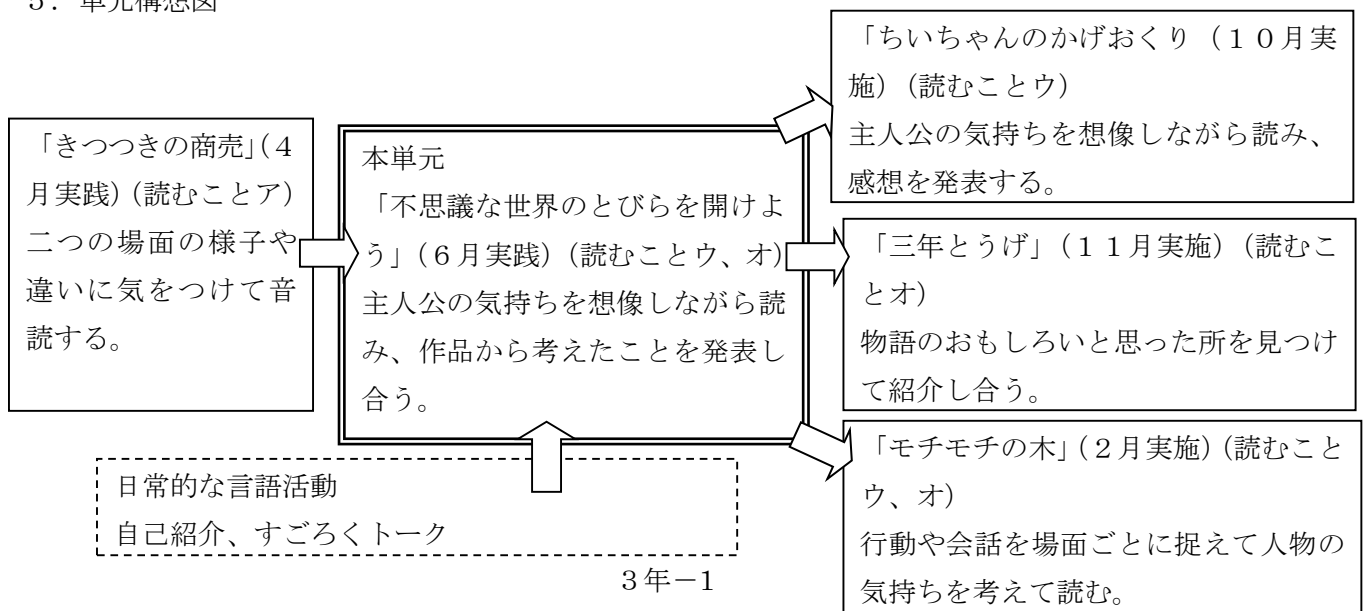 ５．単元構想図
「きつつきの商売」（４
月実践）（読むことア）
二つの場面の様子や
違いに気をつけて音
読する。
本単元
「不思議な世界のとびらを開けよ
う」（６月実践）（読むことウ、オ）
主人公の気持ちを想像しながら読
み、作品から考えたことを発表し
合う。
日常的な言語活動
自己紹介、すごろくトーク
「ちいちゃんのかげおくり（１０月実
施）（読むことウ）
主人公の気持ちを想像しながら読み、
感想を発表する。
「三年とうげ」（１１月実施）（読むこ
とオ）
物語のおもしろいと思った所を見つけ
て紹介し合う。
「モチモチの木」（２月実施）（読むこと
ウ、オ）
行動や会話を場面ごとに捉えて人物の
気持ちを考えて読む。
３年－1